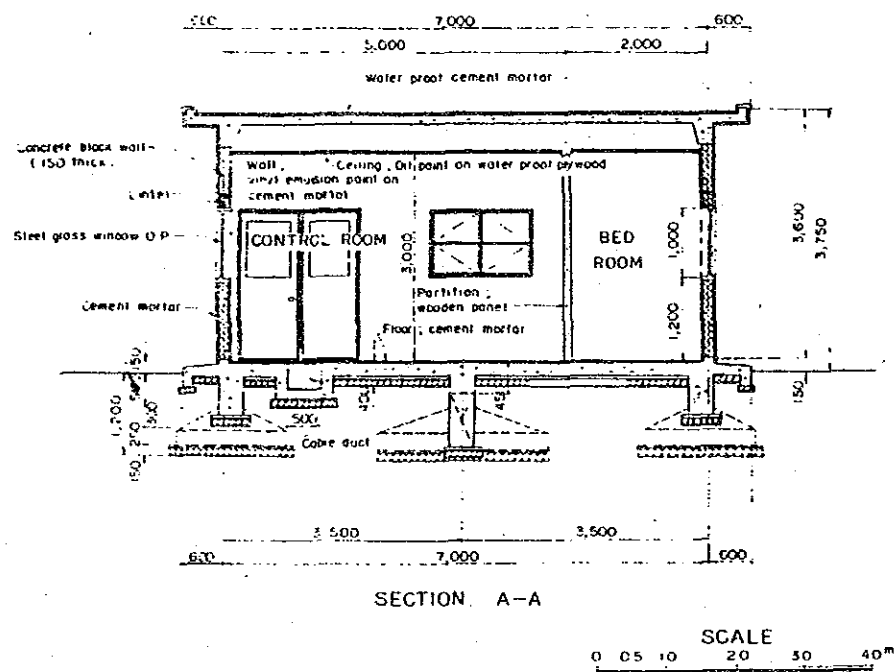 600 7,000 600
5,000 2,000
Water proof cement mortar
Concrete block wall
(150 thick)
Wall
Ceiling, Oil paint on water proof plywood
vinyl emulsion paint on
cement mortar
Lintel
Steel glass window O.P
CONTROL ROOM
BED
ROOM
3,000
1,000
3,600
3,750
Cement mortar
Partition ;
wooden panel
Floor ; cement mortar
1,200
150
150
1,200
250
150
500
Cable duct
3,500 3,500
600 7,000 600
SECTION A-A
SCALE
0 0.5 1.0 2.0 3.0 4.0m